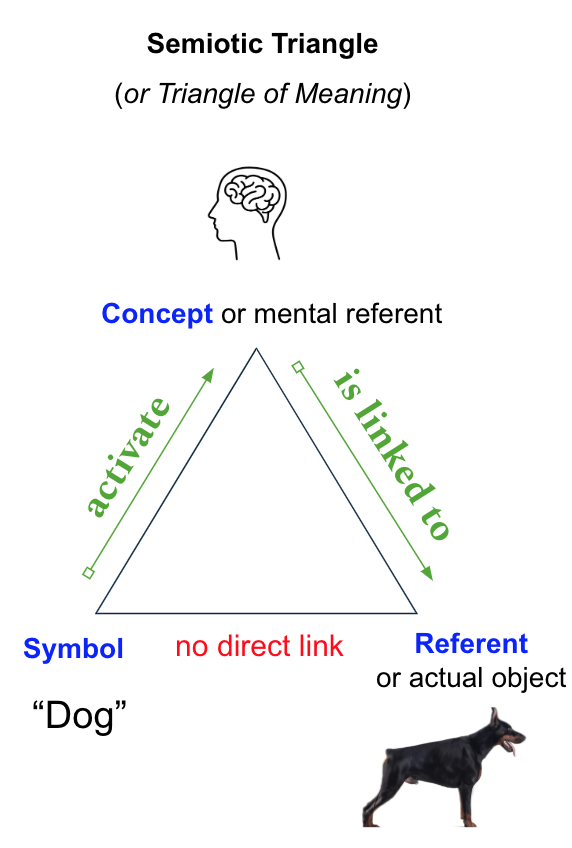 Semiotic Triangle
(or Triangle of Meaning)
Concept or mental referent
activate
is linked to
Symbol
no direct link
Referent
or actual object
“Dog”